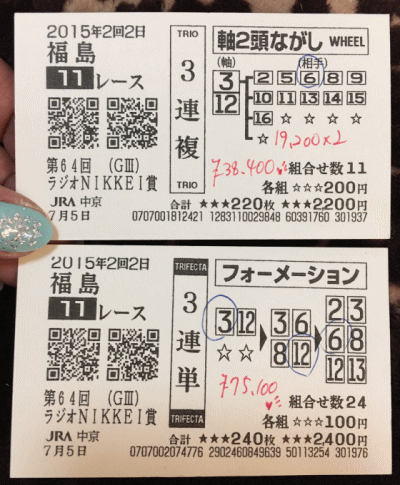 2015年2回2日
福島
11レース
第64回 (GⅢ)
ラジオNIKKEI賞
JRA 中京
7月5日
TRIO
3連複
TRIO
軸2頭ながし WHEEL
(軸) (相手)
3 2 5 6 8 9
12 10 11 13 14 15
16 ☆ ☆ ☆ ☆
☆ 19,200×2
¥38,400
組合せ数11
各組 ☆☆☆200円
合計 ★★★220枚 ★★★2,200円
0707001812421 1283110029848 60391760 301937
2015年2回2日
福島
11レース
第64回 (GⅢ)
ラジオNIKKEI賞
JRA 中京
7月5日
TRIFECTA
3連単
TRIFECTA
フォーメーション
3 12 3 6 2 3
☆☆ 8 12 6 8
12 13
¥75,100
組合せ数24
各組 ☆☆☆100円
合計 ★★★240枚 ★★★2,400円
0707002074776 2902460849639 50113254 301976